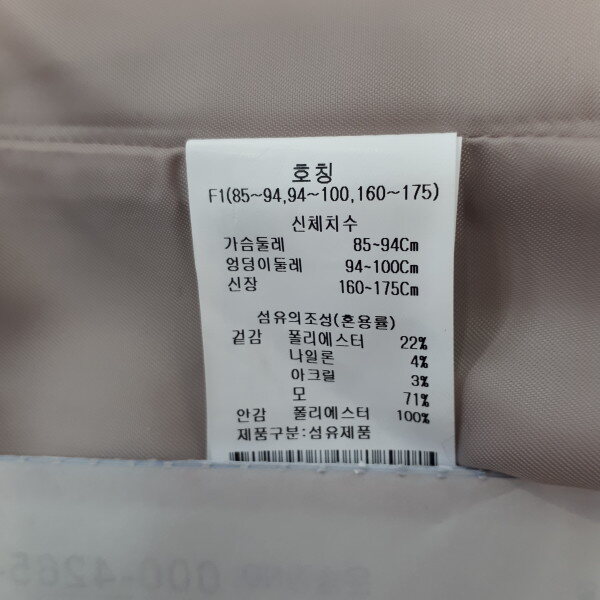 호칭
F1(85~94,94~100,160~175)
신체치수
가슴둘레 85~94Cm
엉덩이둘레 94~100Cm
신장 160~175Cm
섬유의조성(혼용률)
겉감 폴리에스터 22%
나일론 4%
아크릴 3%
모 71%
안감 폴리에스터 100%
제품구분:섬유제품